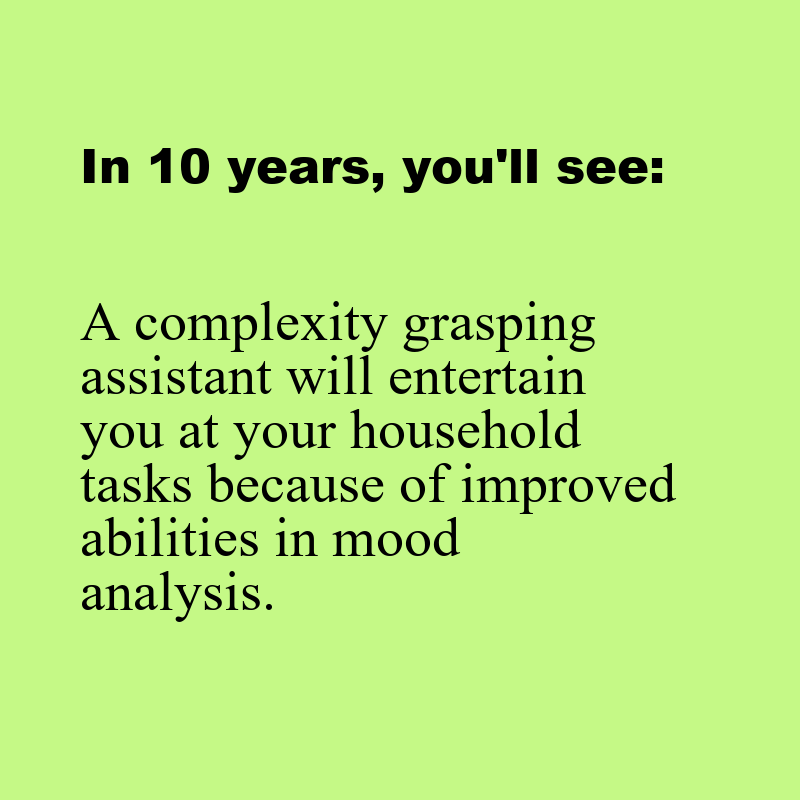 In 10 years, you'll see:
A complexity grasping
assistant will entertain
you at your household
tasks because of improved
abilities in mood
analysis.